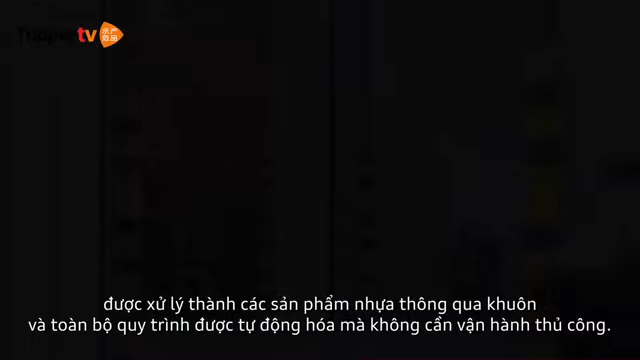 tv
được xử lý thành các sản phẩm nhựa thông qua khuôn
và toàn bộ quy trình được tự động hóa mà không cần vận hành thủ công.